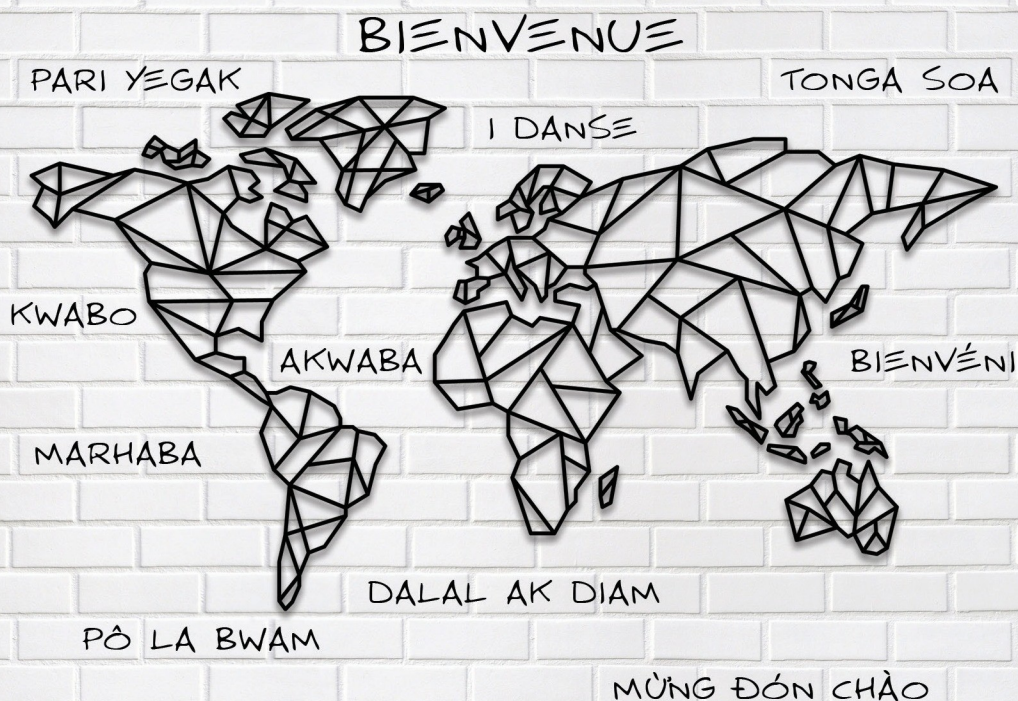 BIENVENUE
PARI YEGAK
TONGA SOA
I DANSE
KWABO
AKWABA
BIENVÉNI
MARHABA
DALAL AK DIAM
PÔ LA BWAM
MỪNG ĐÓN CHÀO